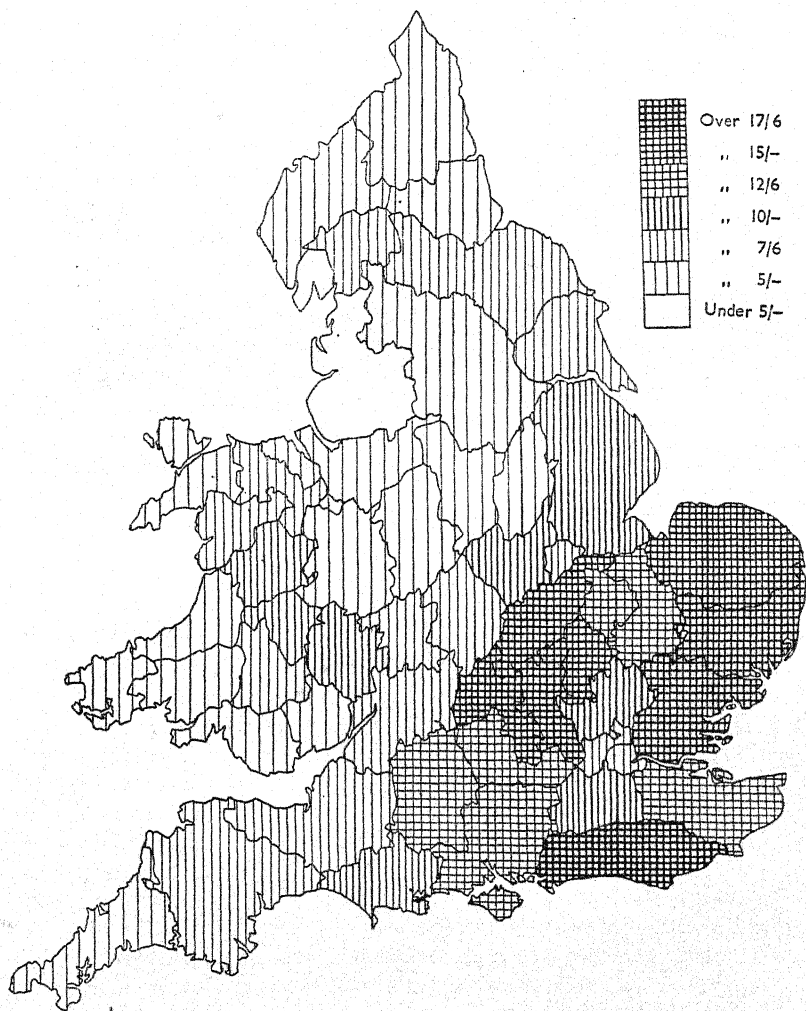 Over 17/6
,, 15/-
,, 12/6
,, 10/-
,, 7/6
,, 5/-
Under 5/-